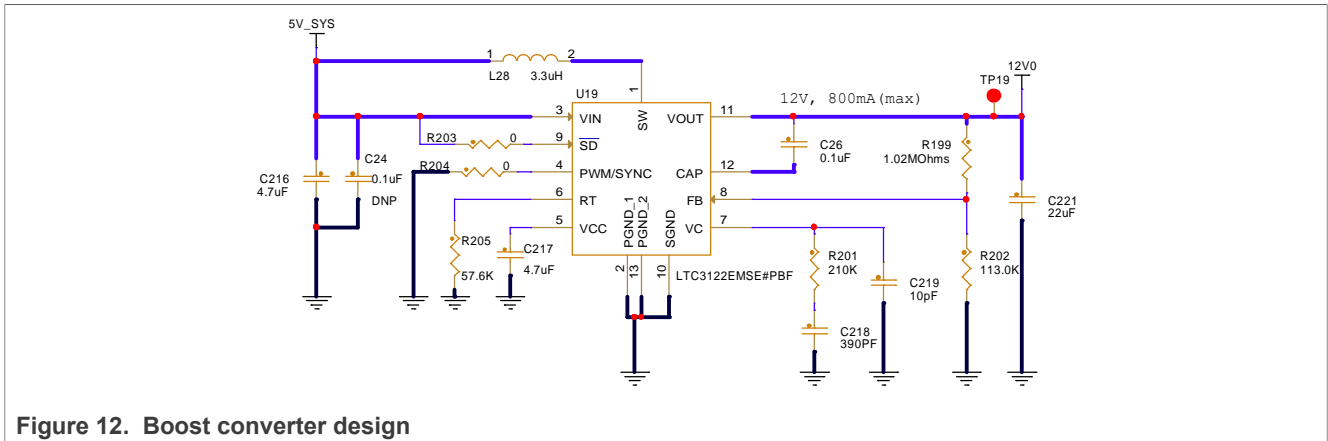 5V_SYS
1
2
L28
3.3uH
12V0
TP19
U19
1
12V, 800mA(max)
3
VIN
SW
VOUT
11
R203
0
9
SD
C26
0.1uF
R199
1.02MOhms
C24
R204
0
4
PWM/SYNC
CAP
12
C216
4.7uF
0.1uF
DNP
6
RT
FB
8
C221
22uF
5
VCC
PGND_1
PGND_2
SGND
VC
7
R205
57.6K
C217
4.7uF
2
13
10
LTC3122EMSE#PBF
R201
210K
C219
10pF
R202
113.0K
C218
390PF
Figure 12. Boost converter design